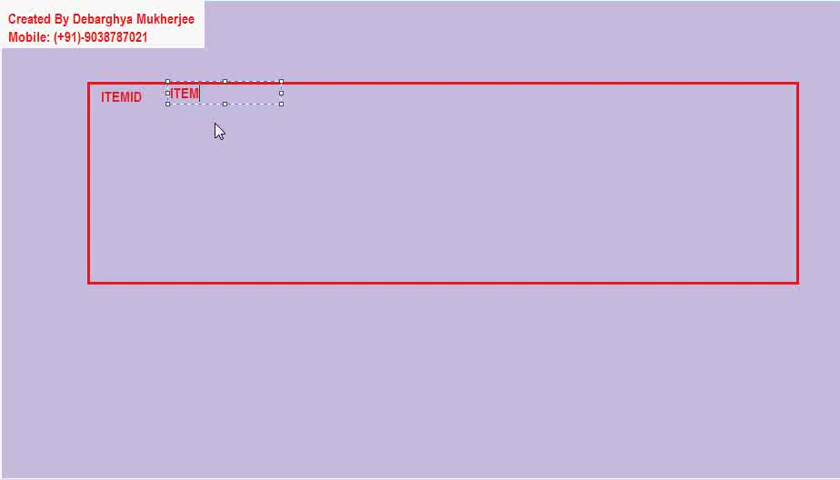 Created By Debarghya Mukherjee
Mobile: (+91)-9038787021
ITEMID ITEM